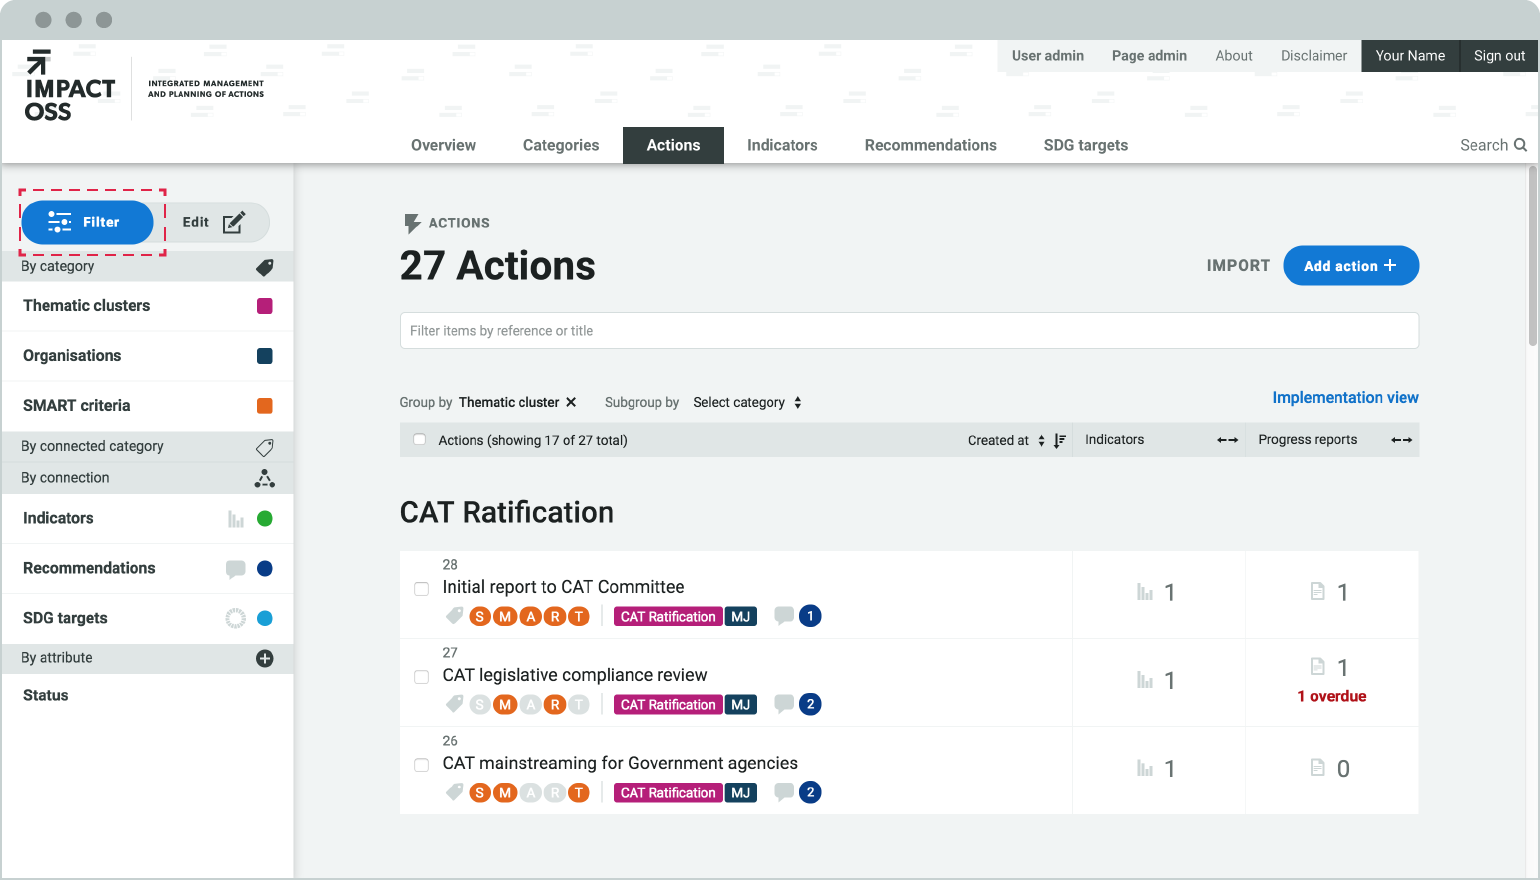 User admin Page admin About Disclaimer Your Name Sign out
IMPACT
OSS
INTEGRATED MANAGEMENT
AND PLANNING OF ACTIONS
Overview Categories Actions Indicators Recommendations SDG targets Search
Filter Edit
By category
Thematic clusters
Organisations
SMART criteria
By connected category
By connection
Indicators
Recommendations
SDG targets
By attribute
Status
ACTIONS
27 Actions
IMPORT Add action +
Filter items by reference or title
Group by Thematic cluster ✕ Subgroup by Select category
Implementation view
Actions (showing 17 of 27 total) Created at Indicators Progress reports
CAT Ratification
28
Initial report to CAT Committee
S M A R T CAT Ratification MJ 1
1 1
27
CAT legislative compliance review
S M A R T CAT Ratification MJ 2
1 1
1 overdue
26
CAT mainstreaming for Government agencies
S M A R T CAT Ratification MJ 2
1 0